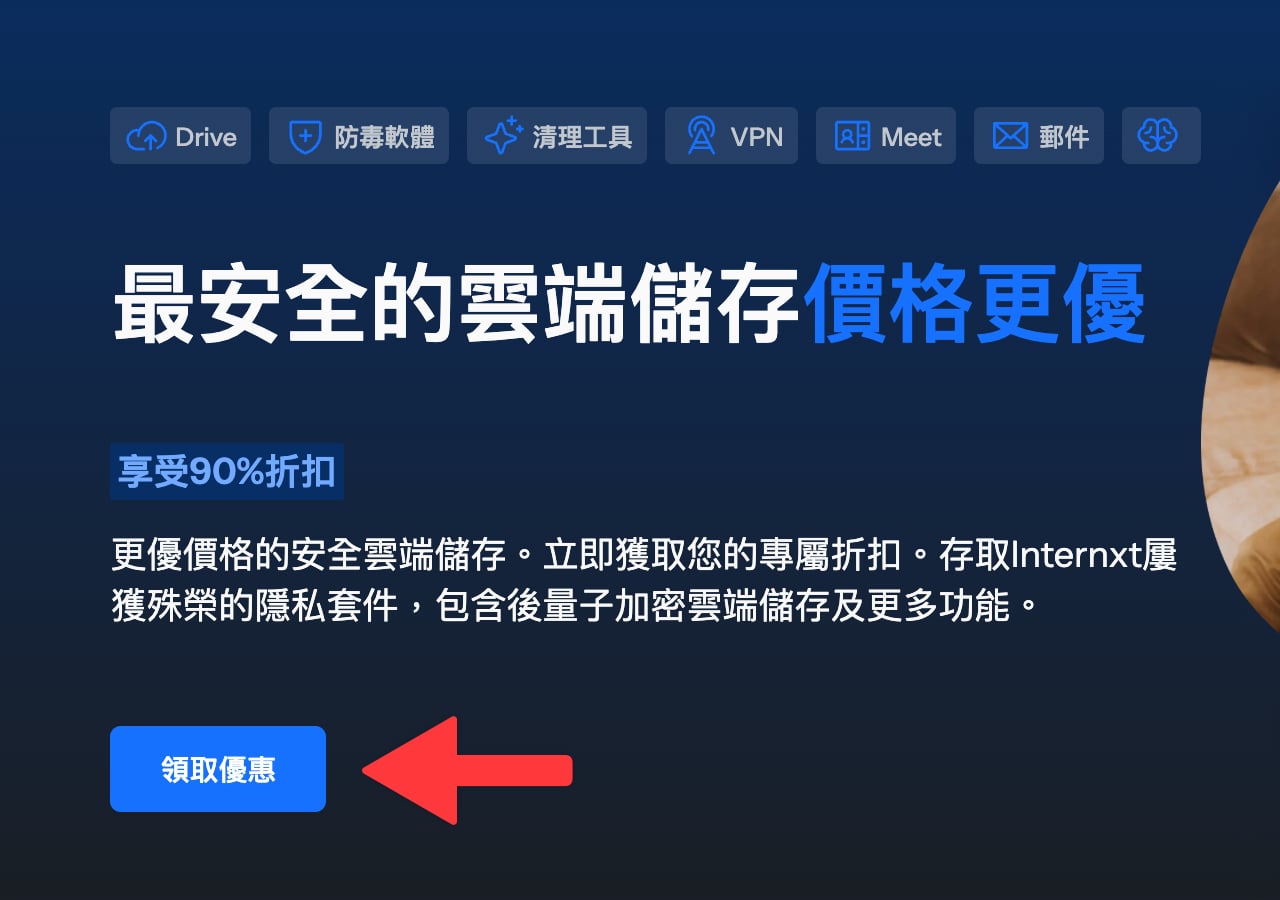 Drive 防毒軟體 清理工具 VPN Meet 郵件
最安全的雲端儲存價格更優
享受90%折扣
更優價格的安全雲端儲存。立即獲取您的專屬折扣。存取Internxt屢
獲殊榮的隱私套件，包含後量子加密雲端儲存及更多功能。
領取優惠